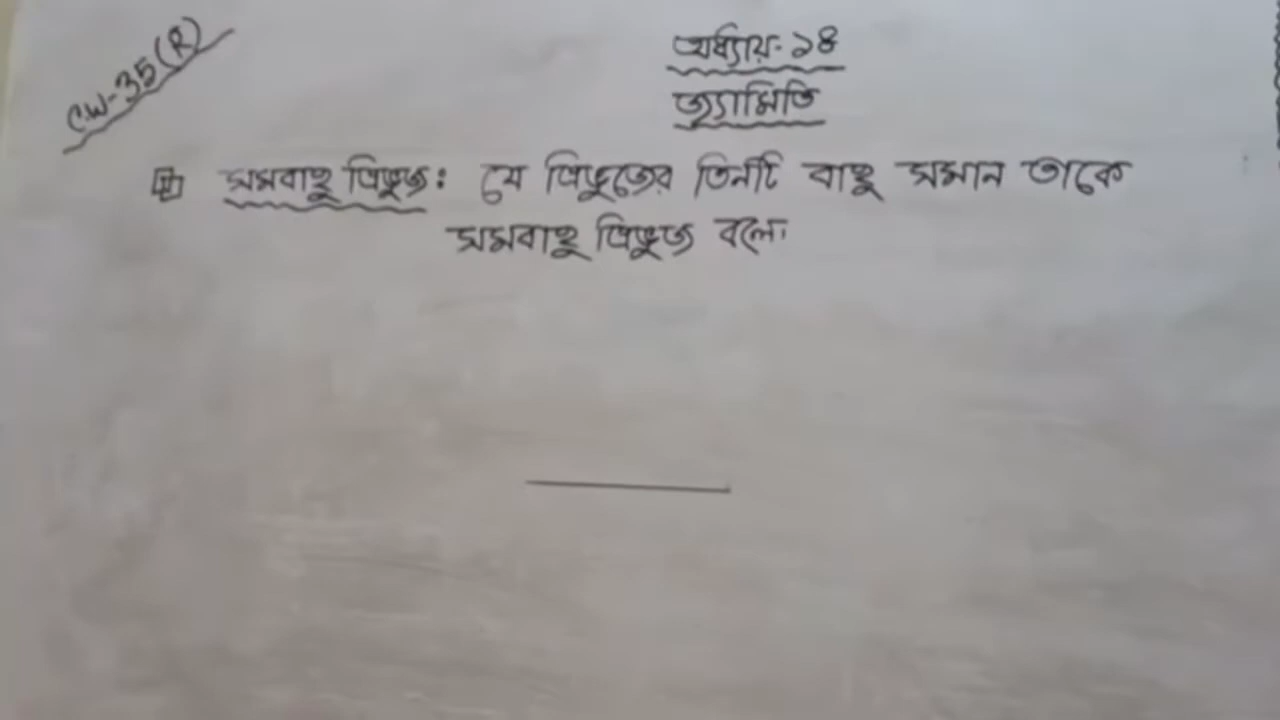 CW-35(R)
অধ্যায়-১৪
জ্যামিতি
সমবাহু ত্রিভুজ: যে ত্রিভুজের তিনটি বাহু সমান তাকে
সমবাহু ত্রিভুজ বলে।